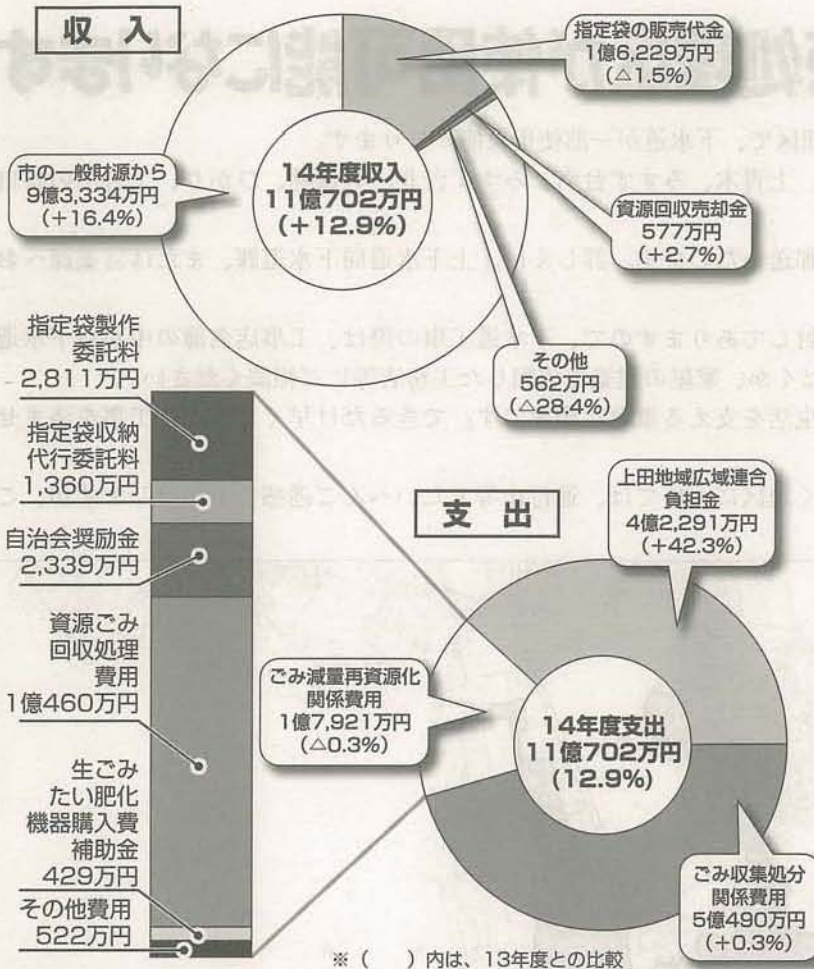 収入
指定袋の販売代金
1億6,229万円
(△1.5%)
市の一般財源から
9億3,334万円
(+16.4%)
14年度収入
11億702万円
(+12.9%)
資源回収売却金
577万円
(+2.7%)
その他
562万円
(△28.4%)
指定袋製作
委託料
2,811万円
指定袋収納
代行委託料
1,360万円
自治会奨励金
2,339万円
資源ごみ
回収処理
費用
1億460万円
生ごみ
たい肥化
機器購入費
補助金
429万円
その他費用
522万円
支出
上田地域広域連合
負担金
4億2,291万円
(+42.3%)
ごみ減量再資源化
関係費用
1億7,921万円
(△0.3%)
14年度支出
11億702万円
(12.9%)
ごみ収集処分
関係費用
5億490万円
(+0.3%)
※ (　　) 内は、13年度との比較